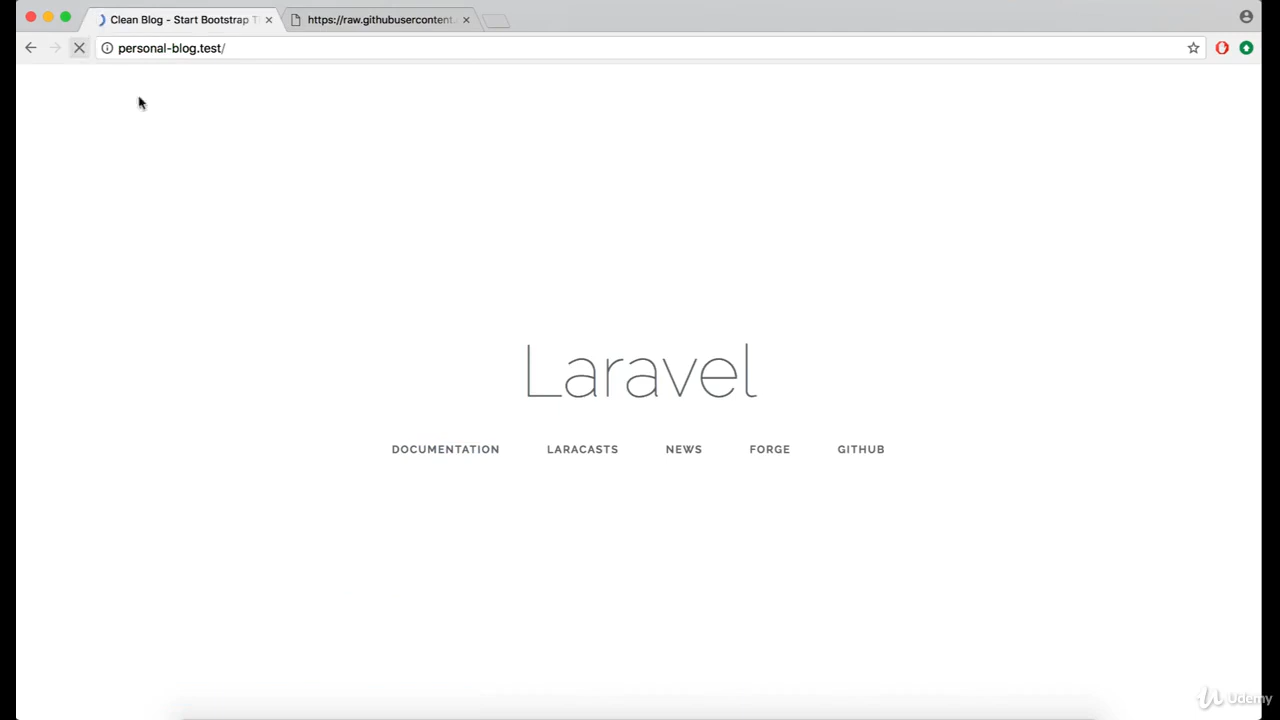 Clean Blog - Start Bootstrap T
https://raw.githubusercontent.
personal-blog.test/
Laravel
DOCUMENTATION LARACASTS NEWS FORGE GITHUB
Udemy